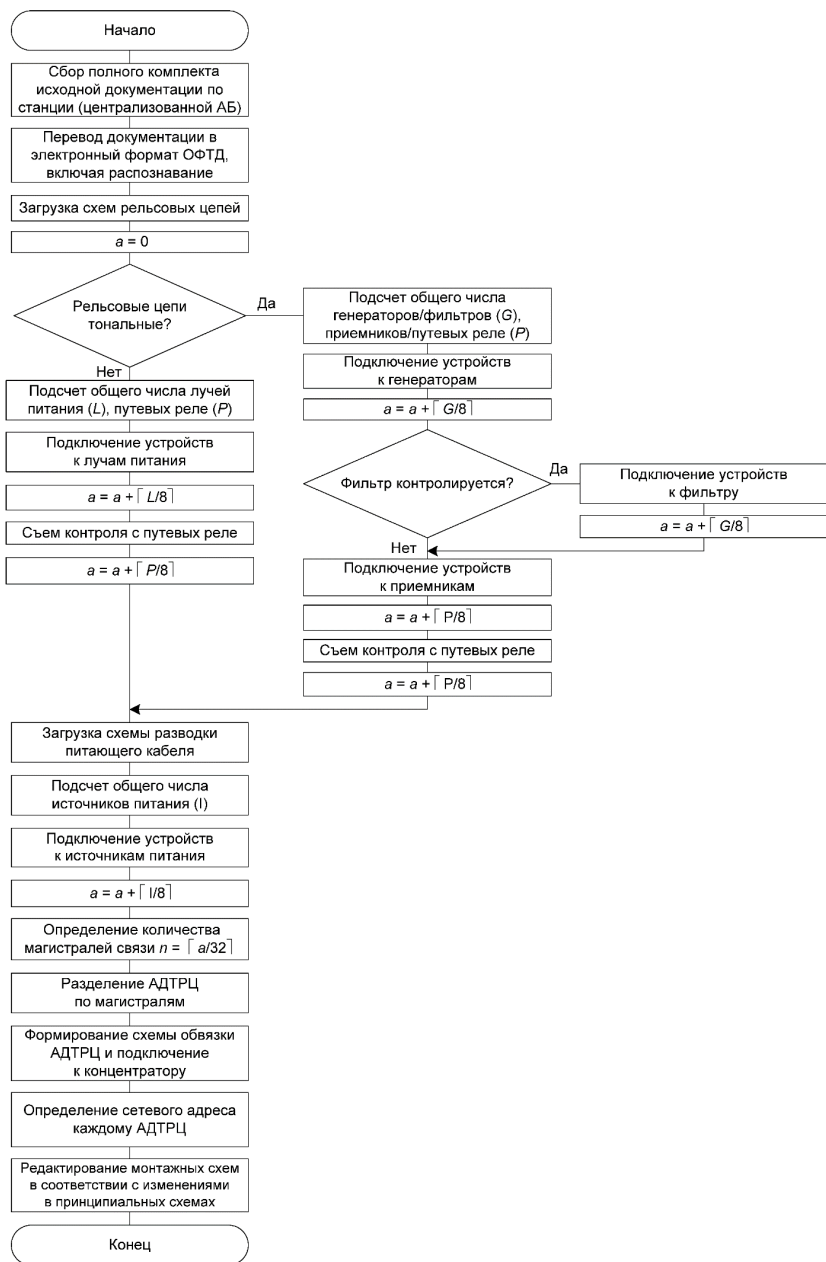 Начало
Сбор полного комплекта
исходной документации по
станции (централизованной АБ)
Перевод документации в
электронный формат ОФТД,
включая распознавание
Загрузка схем рельсовых цепей
a = 0
Рельсовые цепи
тональные?
Да
Подсчет общего числа
генераторов/фильтров (G),
приемников/путевых реле (P)
Подключение устройств
к генераторам
a = a + ⌈ G/8⌉
Фильтр контролируется?
Да
Подключение устройств
к фильтру
a = a + ⌈ G/8⌉
Нет
Подключение устройств
к приемникам
a = a + ⌈ P/8⌉
Съем контроля с путевых реле
a = a + ⌈ P/8⌉
Нет
Подсчет общего числа лучей
питания (L), путевых реле (P)
Подключение устройств
к лучам питания
a = a + ⌈ L/8⌉
Съем контроля с путевых реле
a = a + ⌈ P/8⌉
Загрузка схемы разводки
питающего кабеля
Подсчет общего числа
источников питания (I)
Подключение устройств
к источникам питания
a = a + ⌈ I/8⌉
Определение количества
магистралей связи n = ⌈ a/32⌉
Разделение АДТРЦ
по магистралям
Формирование схемы обвязки
АДТРЦ и подключение
к концентратору
Определение сетевого адреса
каждому АДТРЦ
Редактирование монтажных схем
в соответствии с изменениями
в принципиальных схемах
Конец